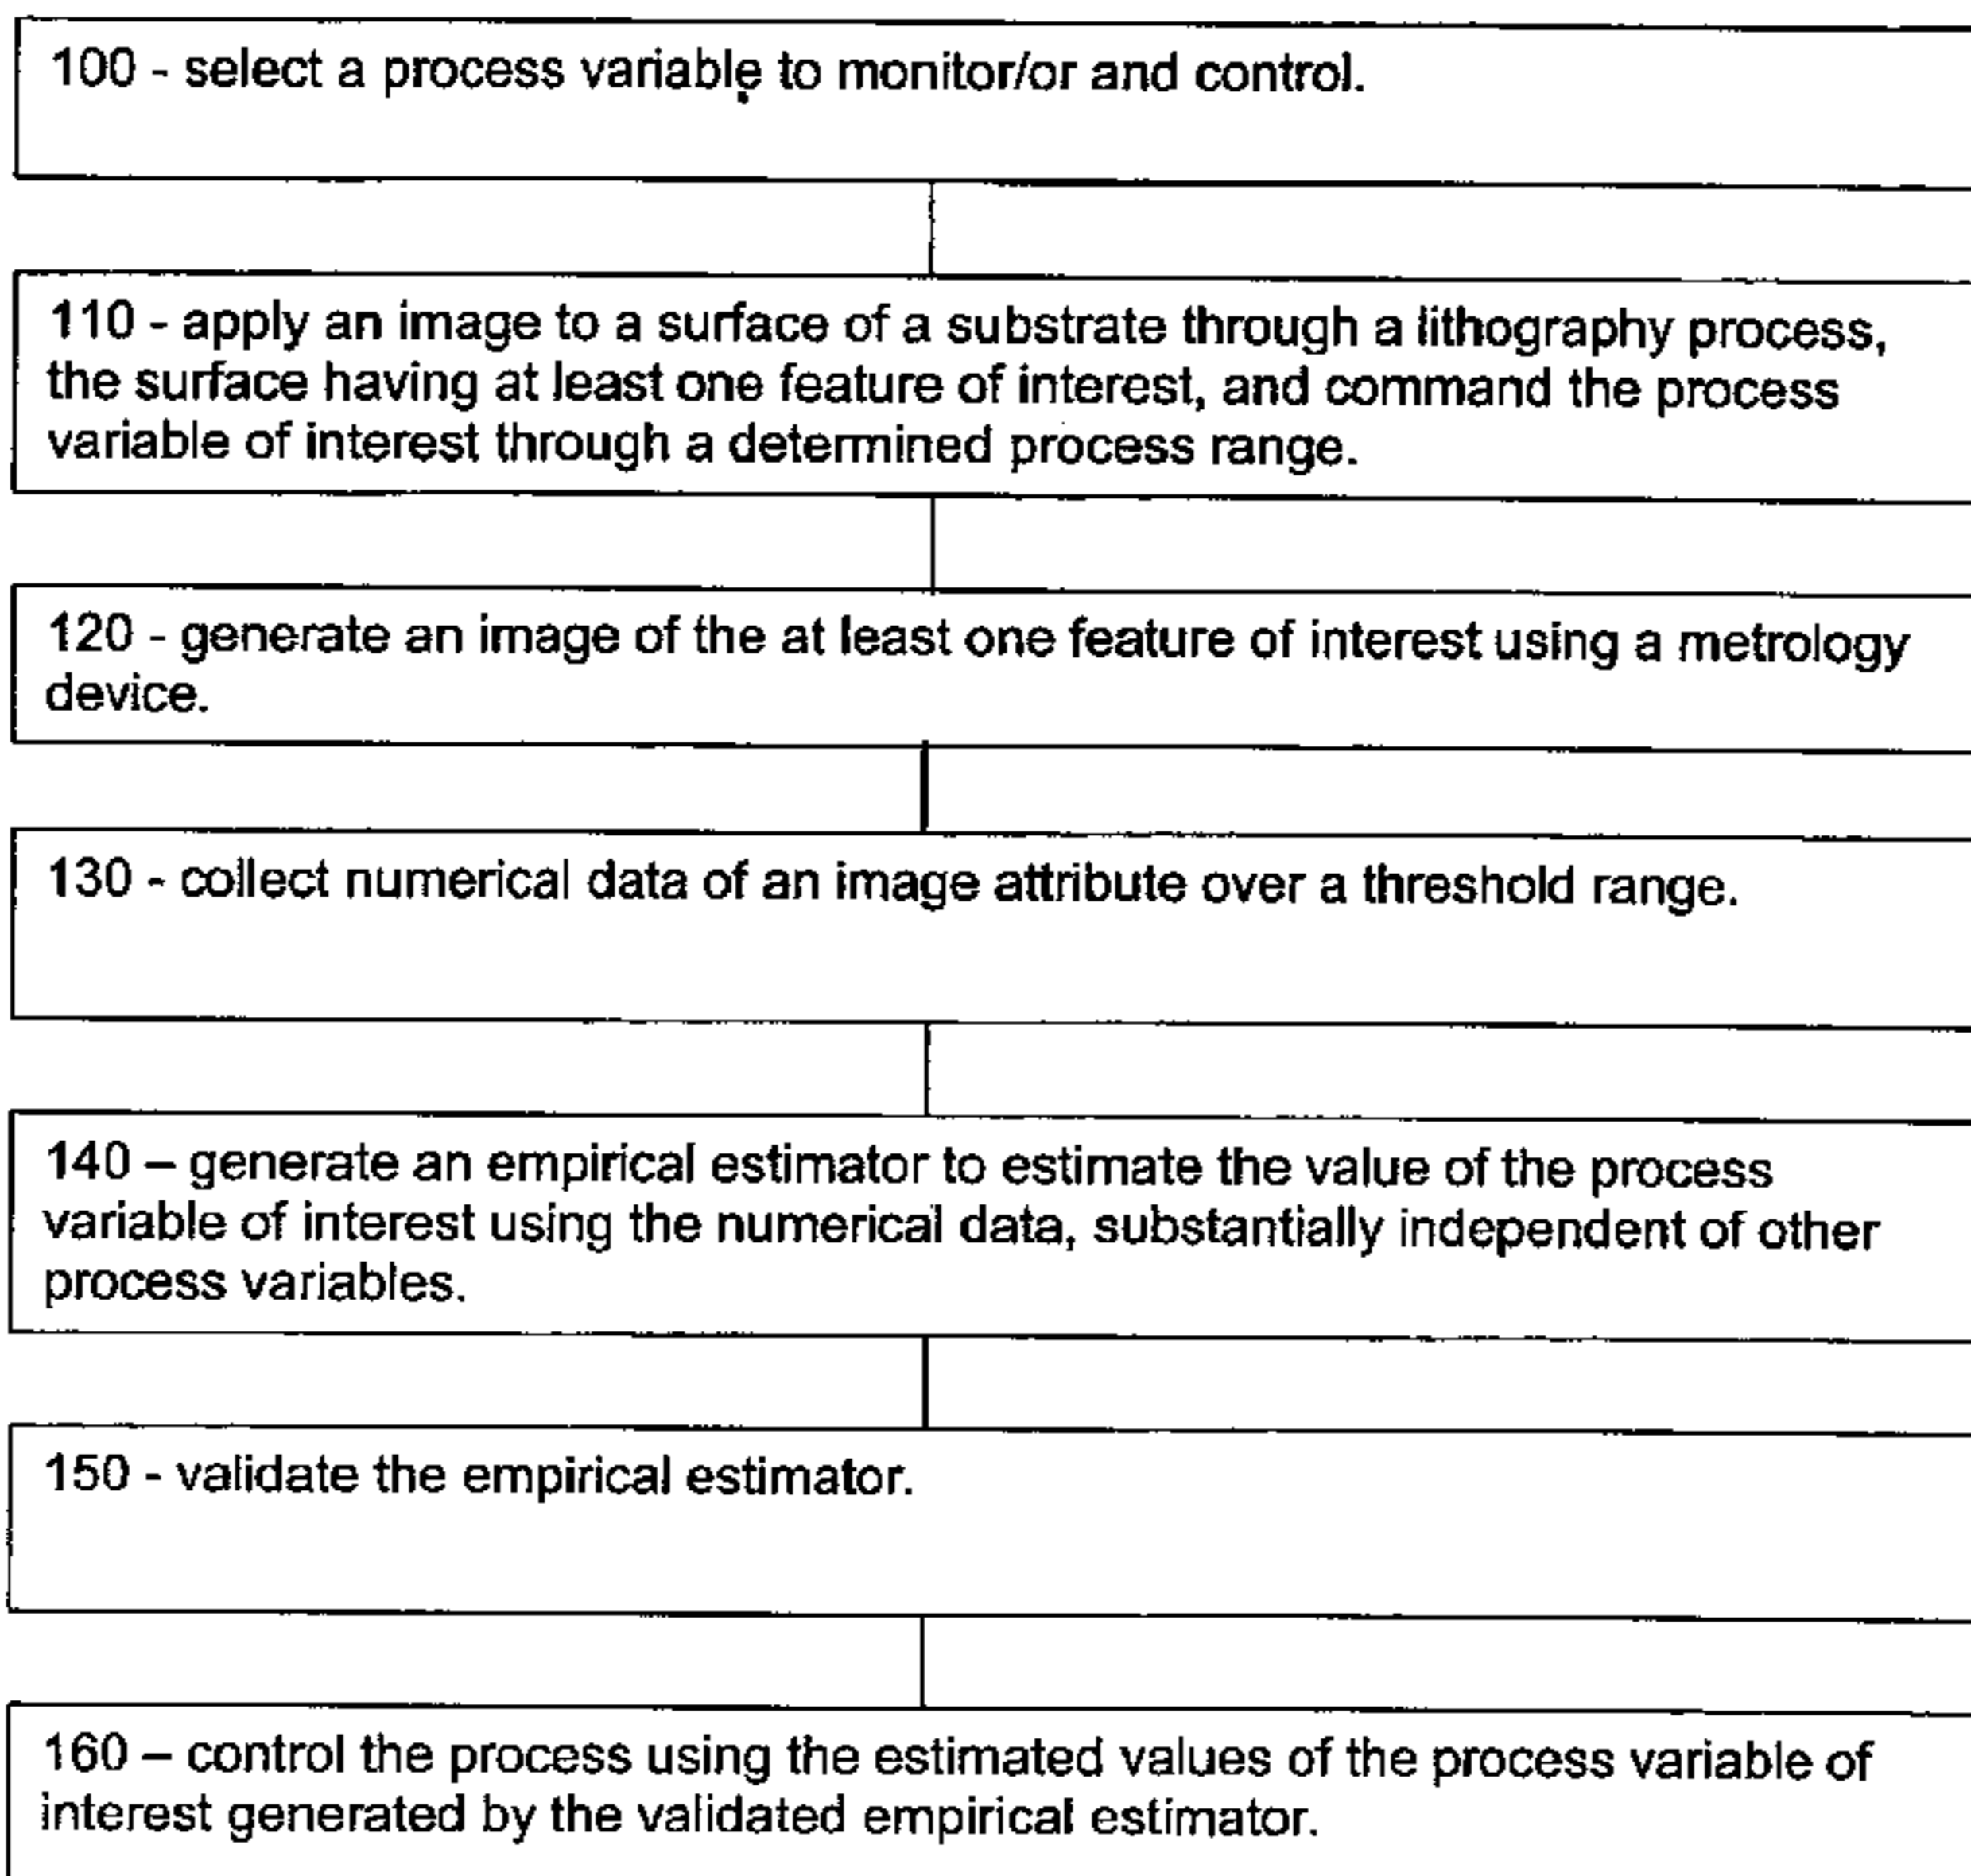 100 - select a process variable to monitor/or and control.
110 - apply an image to a surface of a substrate through a lithography process,
the surface having at least one feature of interest, and command the process
variable of interest through a determined process range.
120 - generate an image of the at least one feature of interest using a metrology
device.
130 - collect numerical data of an image attribute over a threshold range.
140 – generate an empirical estimator to estimate the value of the process
variable of interest using the numerical data, substantially independent of other
process variables.
150 - validate the empirical estimator.
160 – control the process using the estimated values of the process variable of
interest generated by the validated empirical estimator.